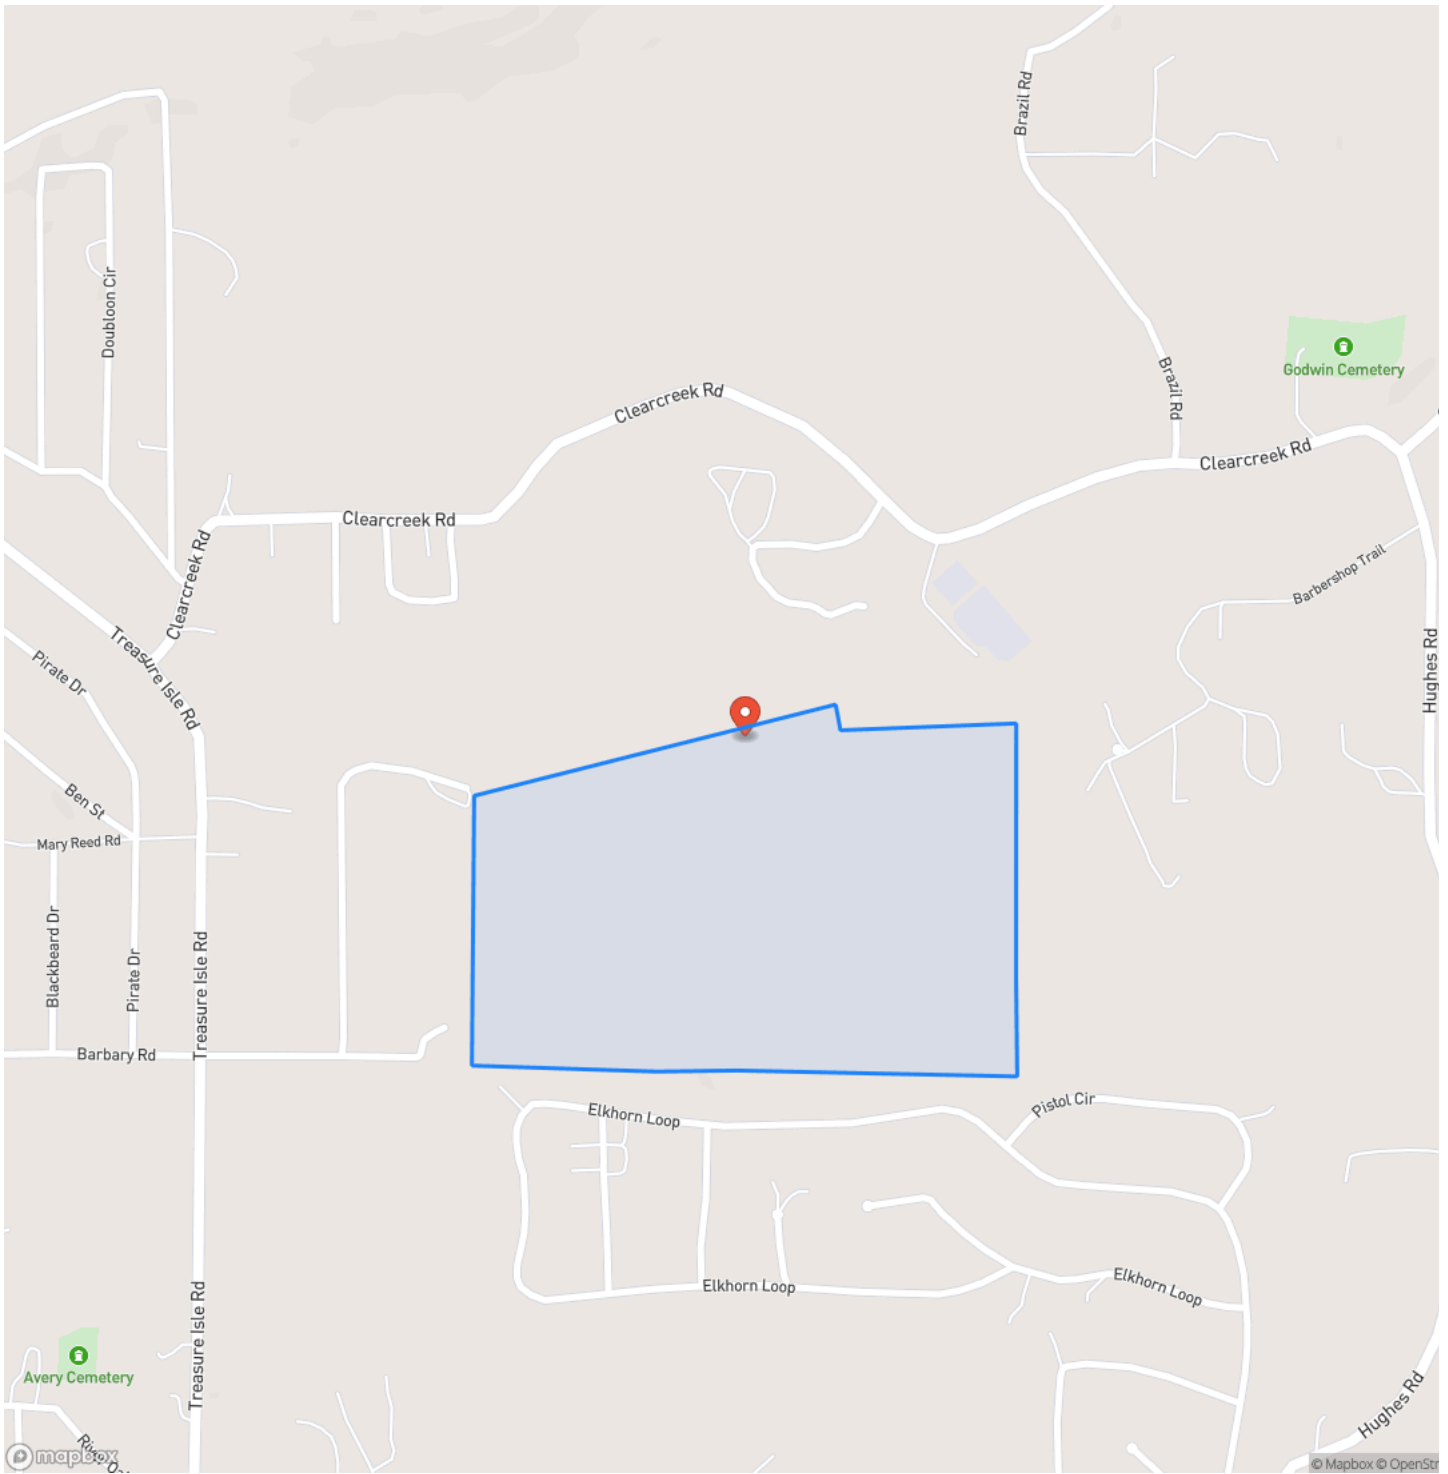 Brazil Rd
Doubloon Cir
Godwin Cemetery
Brazil Rd
Clearcreek Rd
Clearcreek Rd
Clearcreek Rd
Clearcreek Rd
Barbershop Trail
Treasure Isle Rd
Pirate Dr
Hughes Rd
Ben St
Mary Reed Rd
Blackbeard Dr
Pirate Dr
Treasure Isle Rd
Barbary Rd
Elkhorn Loop
Pistol Cir
Elkhorn Loop
Elkhorn Loop
Treasure Isle Rd
Avery Cemetery
Hughes Rd
mapbox
© Mapbox © OpenStr